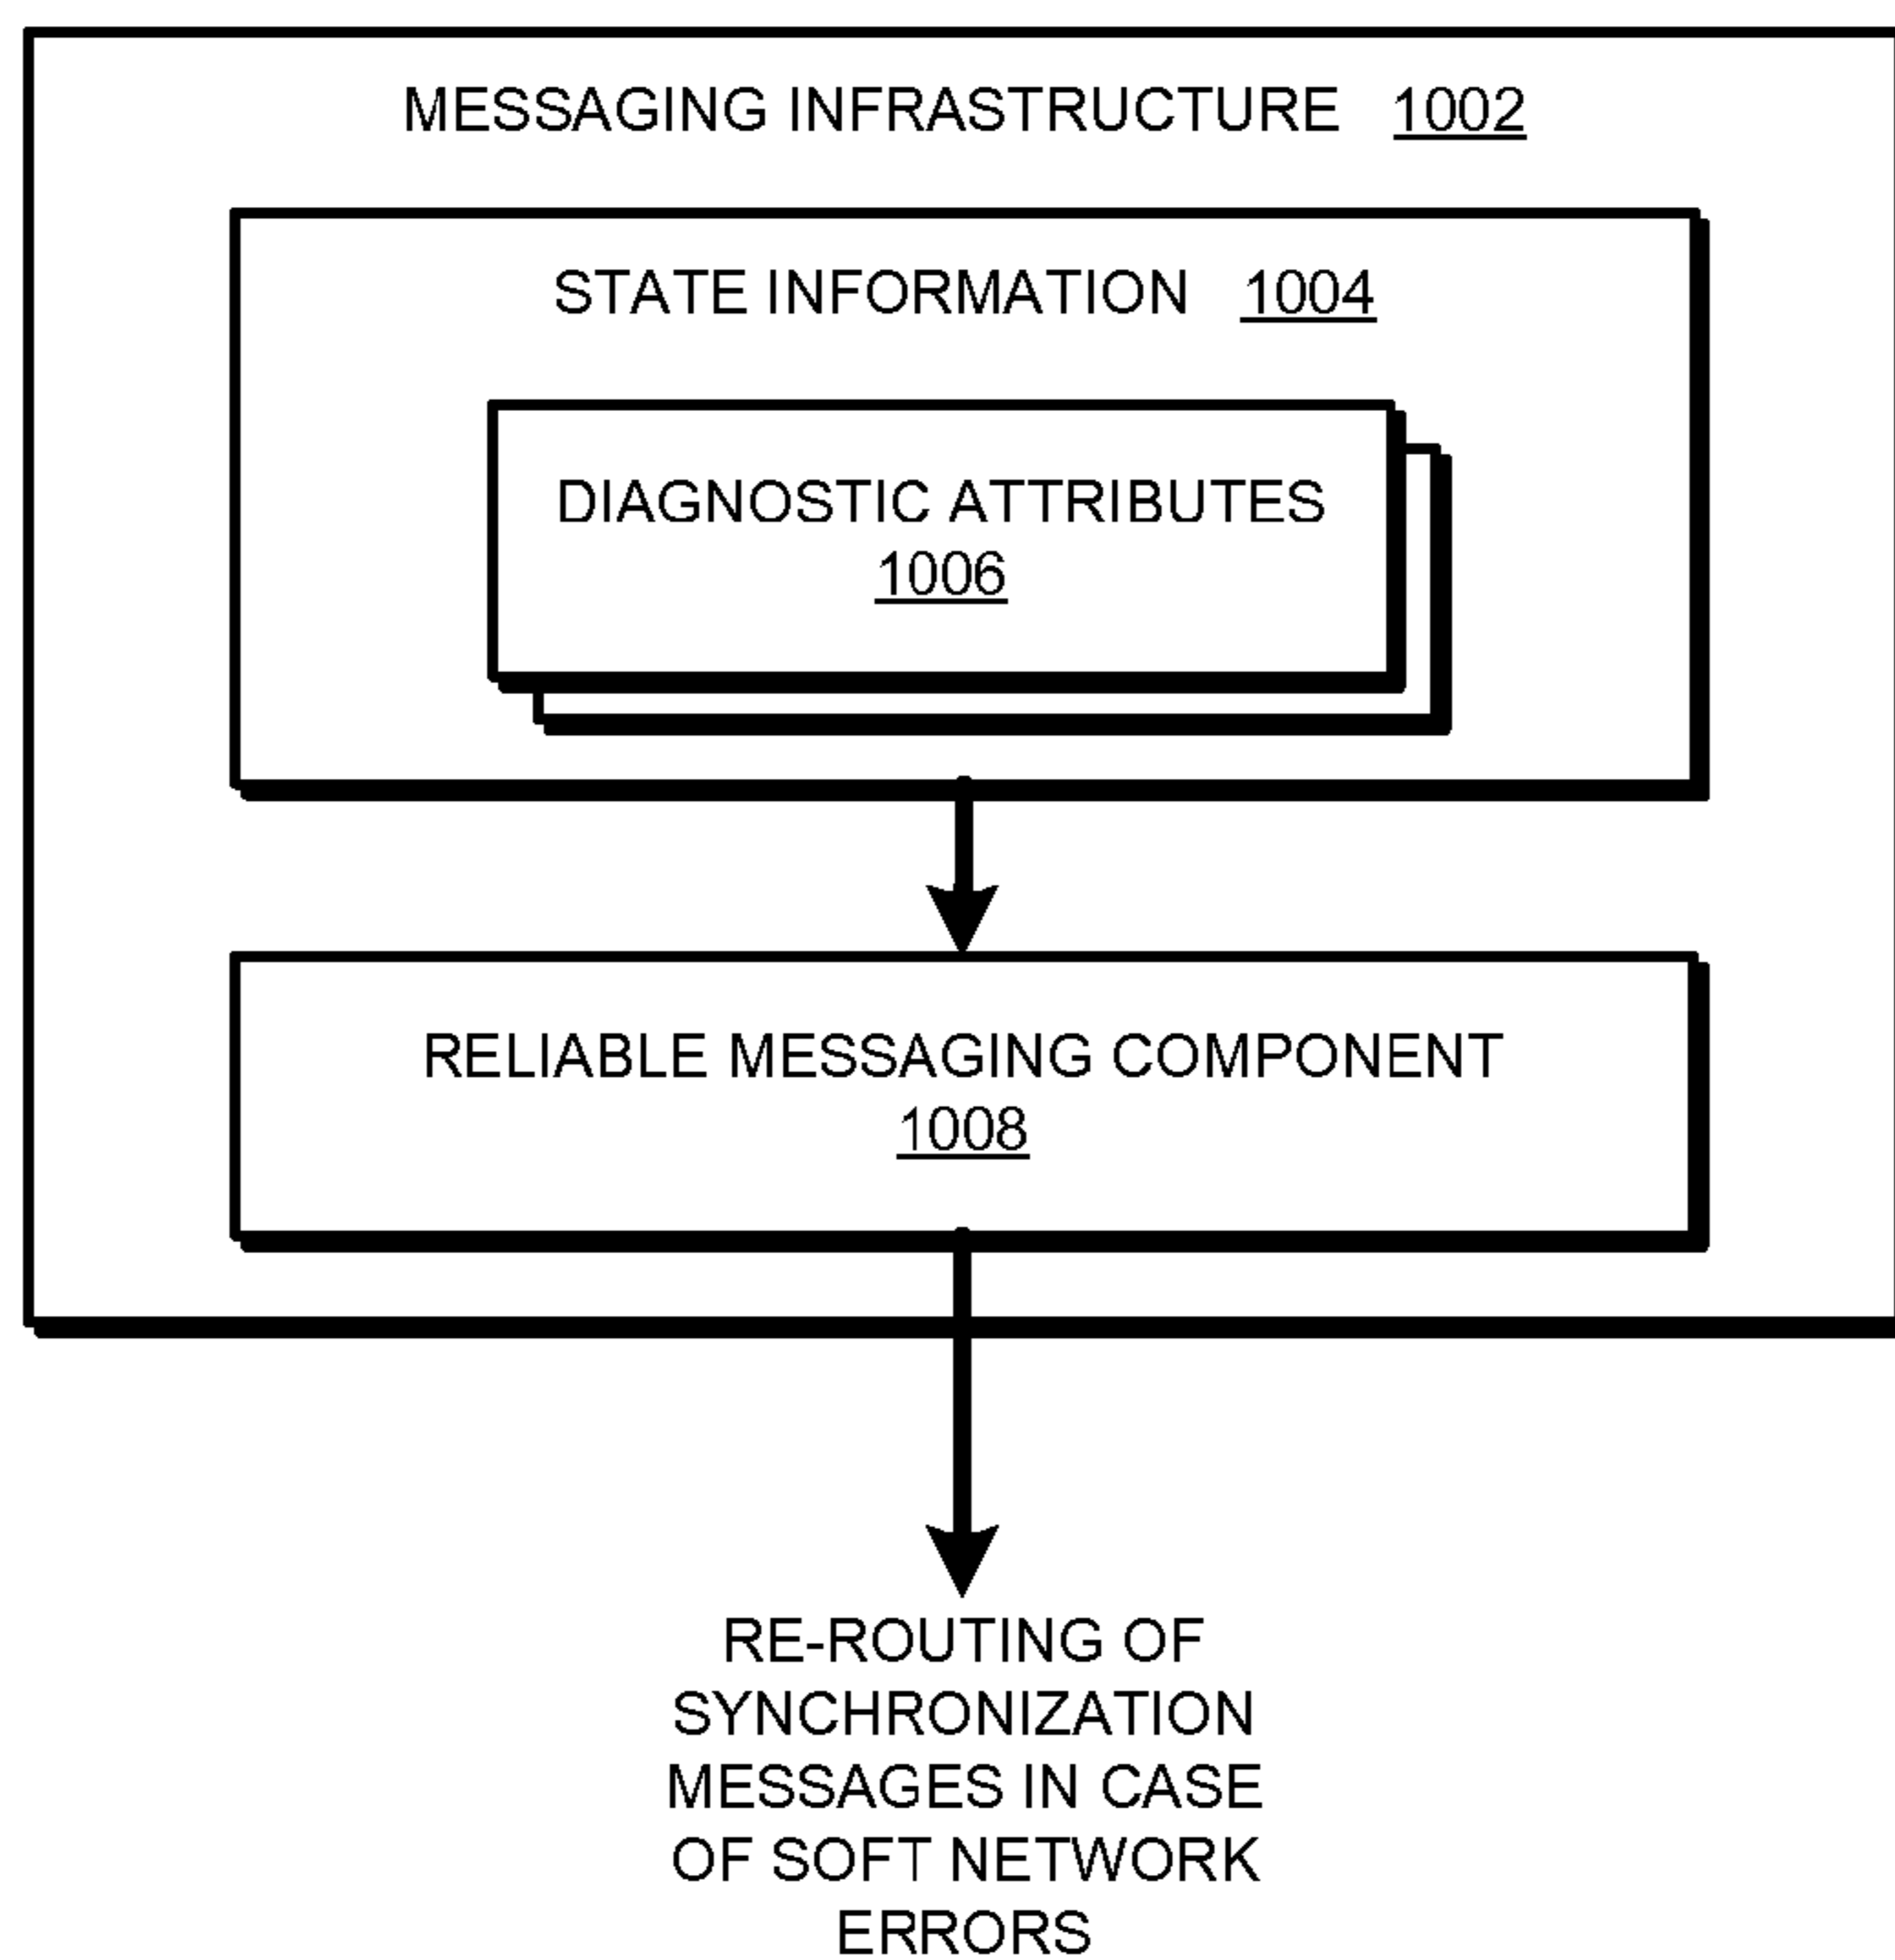 MESSAGING INFRASTRUCTURE 1002
STATE INFORMATION 1004
DIAGNOSTIC ATTRIBUTES
1006
RELIABLE MESSAGING COMPONENT
1008
RE-ROUTING OF
SYNCHRONIZATION
MESSAGES IN CASE
OF SOFT NETWORK
ERRORS